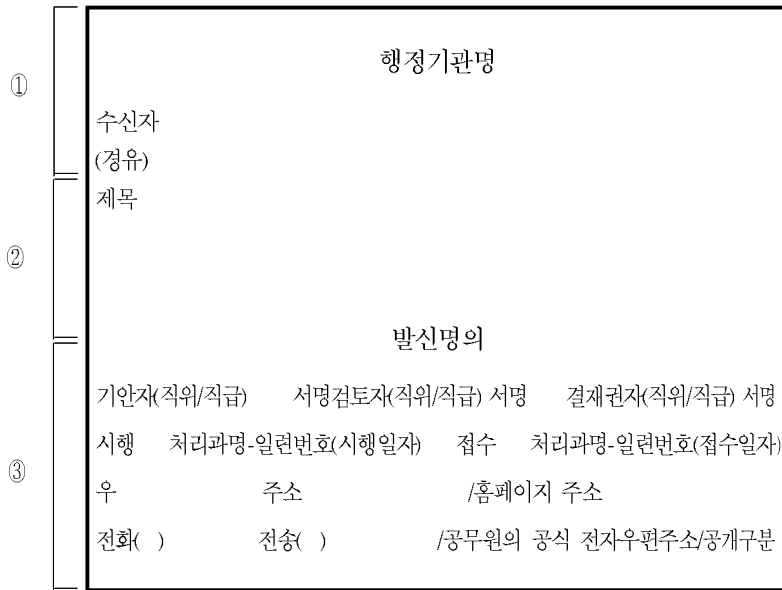 행정기관명
①
수신자
(경유)
제목
②
발신명의
기안자(직위/직급) 서명검토자(직위/직급) 서명 결재권자(직위/직급) 서명
시행 처리과명-일련번호(시행일자) 접수 처리과명-일련번호(접수일자)
③
우 주소 /홈페이지 주소
전화( ) 전송( ) /공무원의 공식 전자우편주소/공개구분